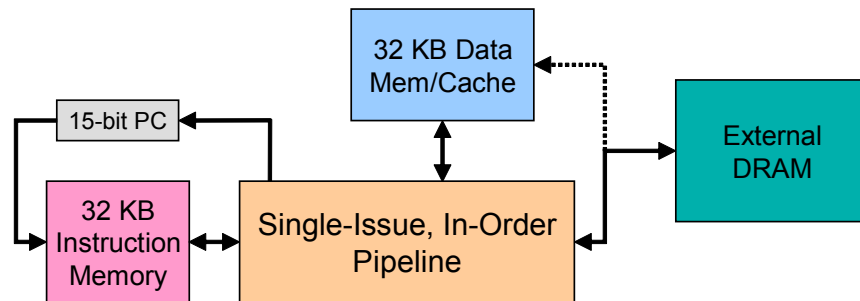 32 KB Data
Mem/Cache
15-bit PC
External
DRAM
32 KB
Instruction
Memory
Single-Issue, In-Order
Pipeline